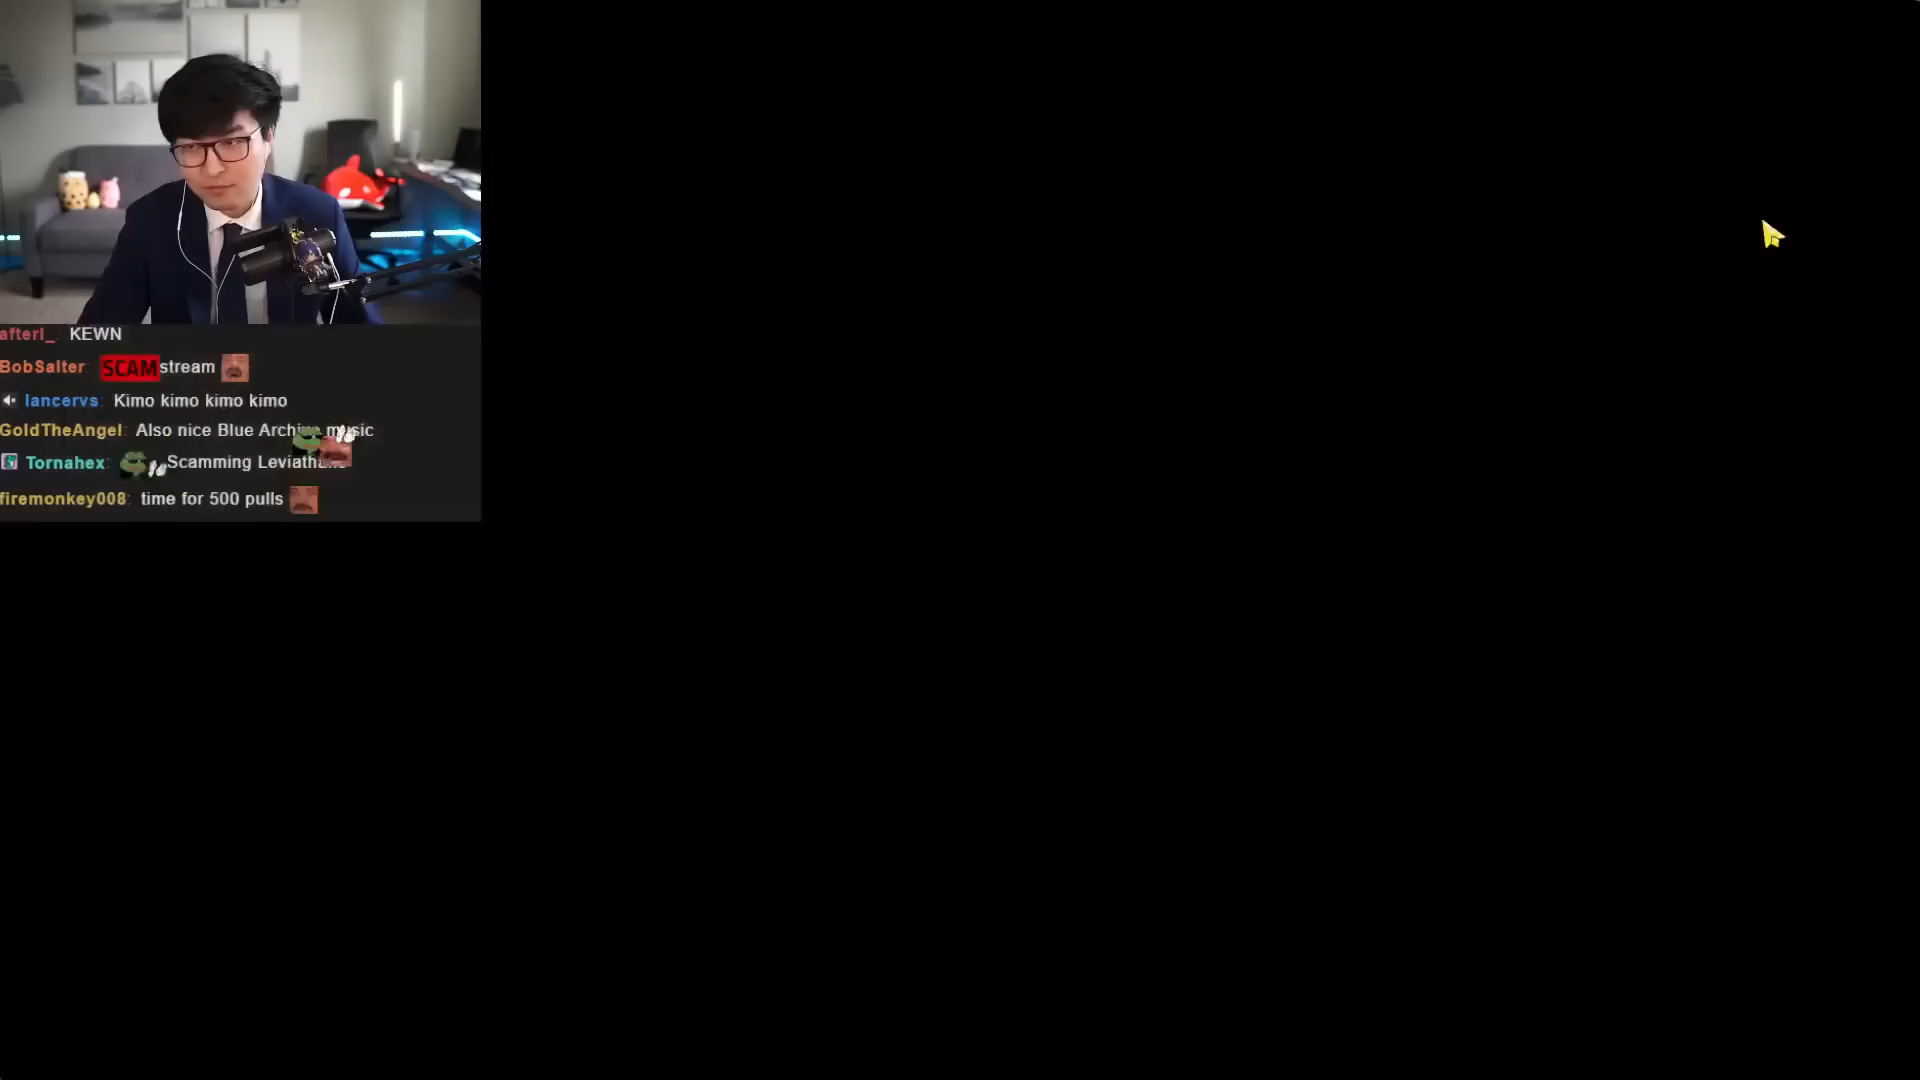 afterl_: KEWN
BobSalter: SCAM stream
lancervs: Kimo kimo kimo kimo
GoldTheAngel: Also nice Blue Archive music
Tornahex: Scamming
firemonkey008: time for 500 pulls